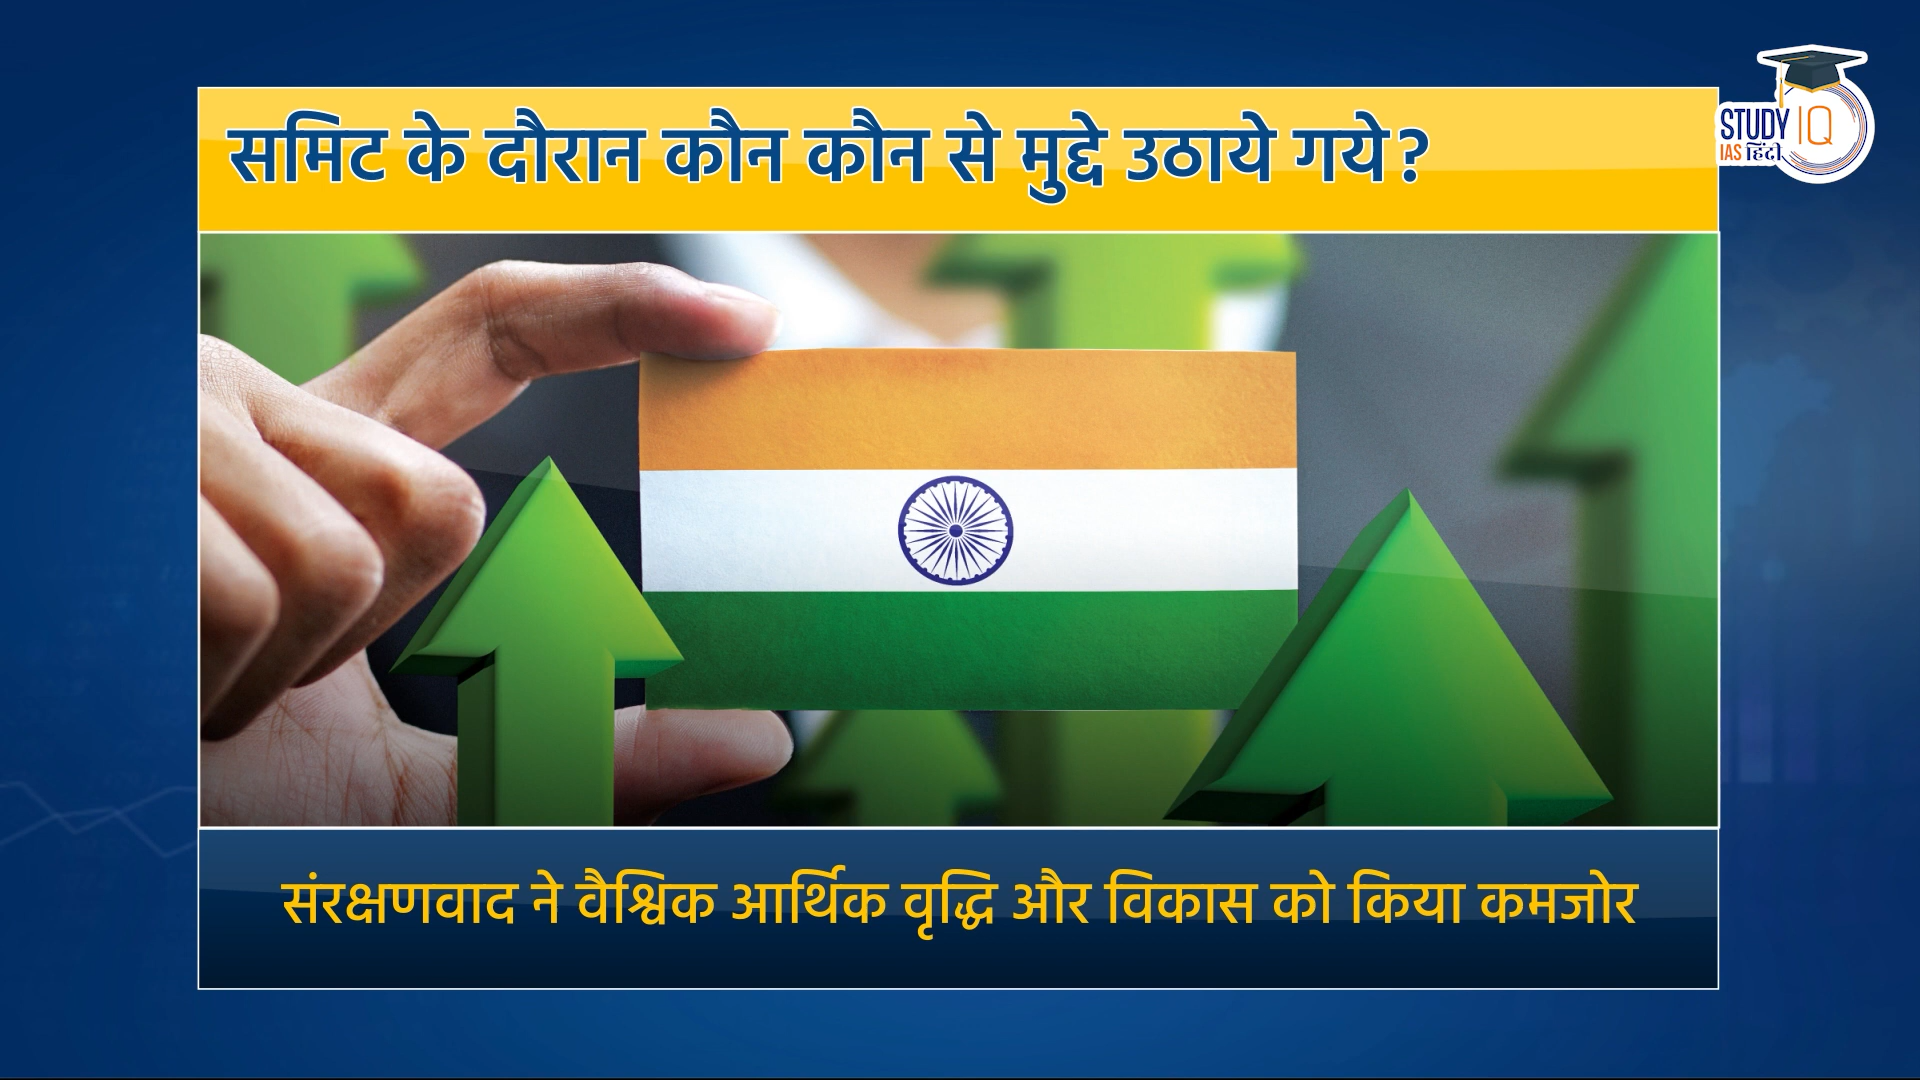 समिट के दौरान कौन कौन से मुद्दे उठाये गये?
STUDY IQ
IAS हिंदी
संरक्षणवाद ने वैश्विक आर्थिक वृद्धि और विकास को किया कमजोर